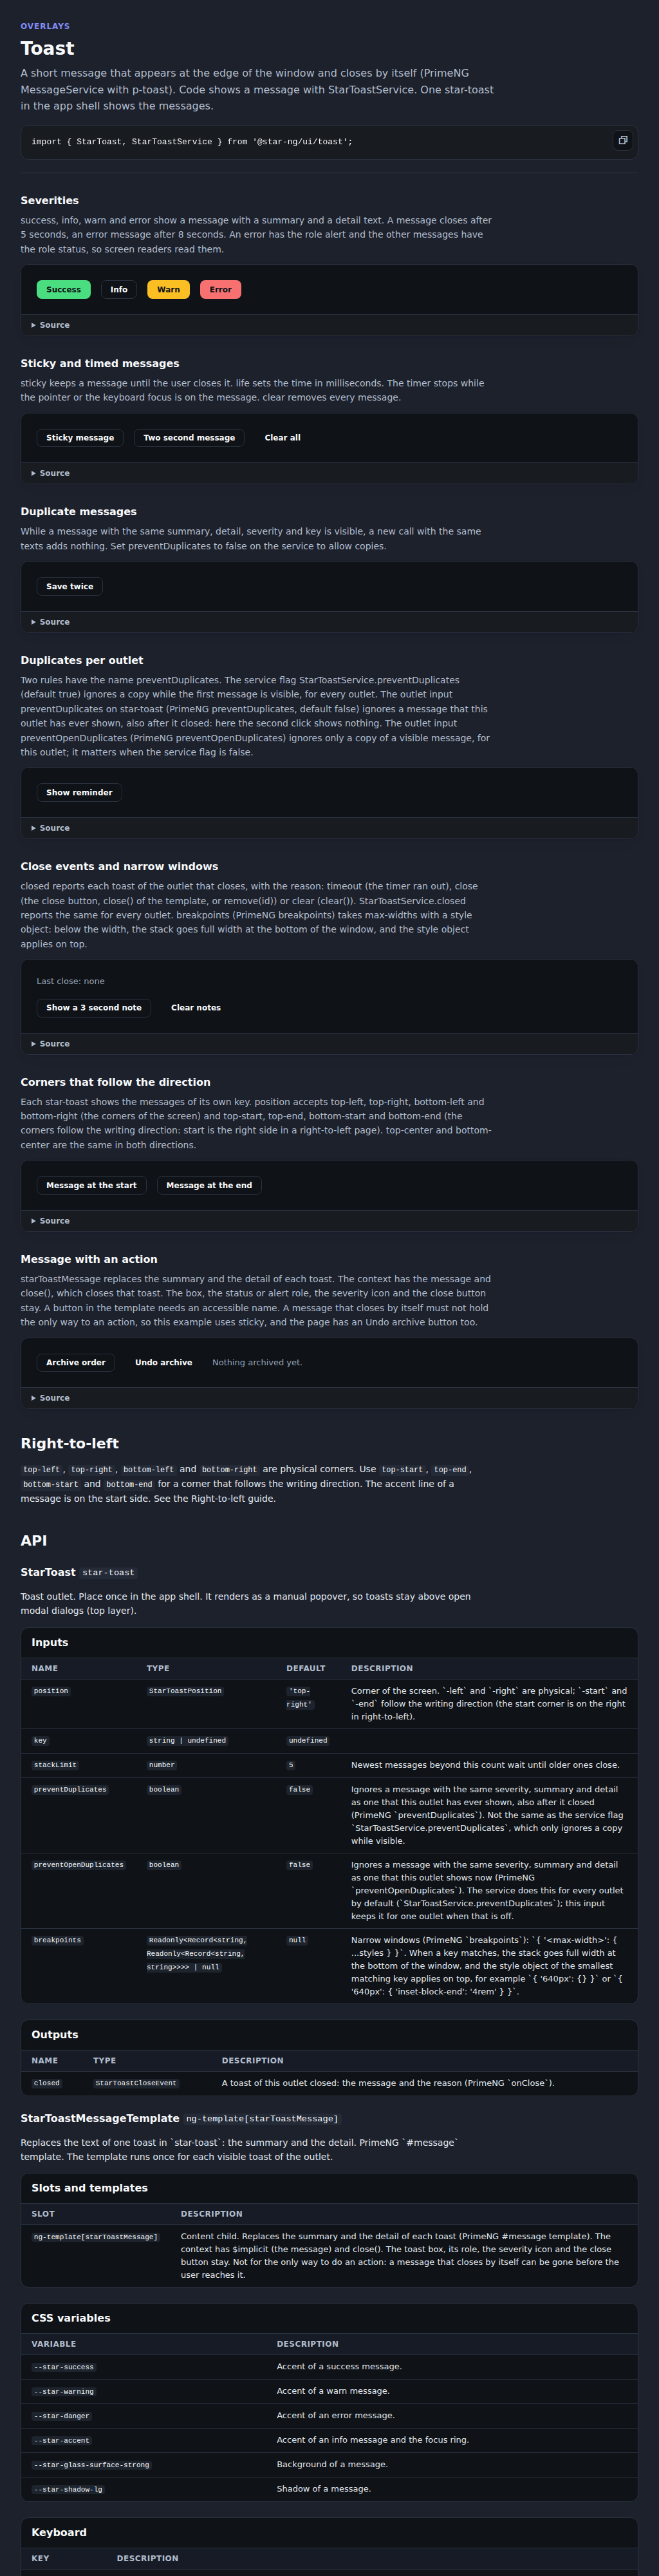 OVERLAYS
Toast
A short message that appears at the edge of the window and closes by itself (PrimeNG
MessageService with p-toast). Code shows a message with StarToastService. One star-toast
in the app shell shows the messages.
import { StarToast, StarToastService } from '@star-ng/ui/toast';
Severities
success, info, warn and error show a message with a summary and a detail text. A message closes after
5 seconds, an error message after 8 seconds. An error has the role alert and the other messages have
the role status, so screen readers read them.
Success Info Warn Error
Source
Sticky and timed messages
sticky keeps a message until the user closes it. life sets the time in milliseconds. The timer stops while
the pointer or the keyboard focus is on the message. clear removes every message.
Sticky message Two second message Clear all
Source
Duplicate messages
While a message with the same summary, detail, severity and key is visible, a new call with the same
texts adds nothing. Set preventDuplicates to false on the service to allow copies.
Save twice
Source
Duplicates per outlet
Two rules have the name preventDuplicates. The service flag StarToastService.preventDuplicates
(default true) ignores a copy while the first message is visible, for every outlet. The outlet input
preventDuplicates on star-toast (PrimeNG preventDuplicates, default false) ignores a message that this
outlet has ever shown, also after it closed: here the second click shows nothing. The outlet input
preventOpenDuplicates (PrimeNG preventOpenDuplicates) ignores only a copy of a visible message, for
this outlet; it matters when the service flag is false.
Show reminder
Source
Close events and narrow windows
closed reports each toast of the outlet that closes, with the reason: timeout (the timer ran out), close
(the close button, close() of the template, or remove(id)) or clear (clear()). StarToastService.closed
reports the same for every outlet. breakpoints (PrimeNG breakpoints) takes max-widths with a style
object: below the width, the stack goes full width at the bottom of the window, and the style object
applies on top.
Last close: none
Show a 3 second note Clear notes
Source
Corners that follow the direction
Each star-toast shows the messages of its own key. position accepts top-left, top-right, bottom-left and
bottom-right (the corners of the screen) and top-start, top-end, bottom-start and bottom-end (the
corners follow the writing direction: start is the right side in a right-to-left page). top-center and bottom-
center are the same in both directions.
Message at the start Message at the end
Source
Message with an action
starToastMessage replaces the summary and the detail of each toast. The context has the message and
close(), which closes that toast. The box, the status or alert role, the severity icon and the close button
stay. A button in the template needs an accessible name. A message that closes by itself must not hold
the only way to an action, so this example uses sticky, and the page has an Undo archive button too.
Archive order Undo archive Nothing archived yet.
Source
Right-to-left
top-left, top-right, bottom-left and bottom-right are physical corners. Use top-start, top-end,
bottom-start and bottom-end for a corner that follows the writing direction. The accent line of a
message is on the start side. See the Right-to-left guide.
API
StarToast star-toast
Toast outlet. Place once in the app shell. It renders as a manual popover, so toasts stay above open
modal dialogs (top layer).
Inputs
NAME TYPE DEFAULT DESCRIPTION
position StarToastPosition 'top-right' Corner of the screen. `-left` and `-right` are physical; `-start` and
`-end` follow the writing direction (the start corner is on the right
in right-to-left).
key string | undefined undefined
stackLimit number 5 Newest messages beyond this count wait until older ones close.
preventDuplicates boolean false Ignores a message with the same severity, summary and detail
as one that this outlet has ever shown, also after it closed
(PrimeNG `preventDuplicates`). Not the same as the service flag
`StarToastService.preventDuplicates`, which only ignores a copy
while visible.
preventOpenDuplicates boolean false Ignores a message with the same severity, summary and detail
as one that this outlet shows now (PrimeNG
`preventOpenDuplicates`). The service does this for every outlet
by default (`StarToastService.preventDuplicates`); this input
keeps it for one outlet when that is off.
breakpoints Readonly<Record<string, null Narrow windows (PrimeNG `breakpoints`): `{ '<max-width>': {
Readonly<Record<string, ...styles } }`. When a key matches, the stack goes full width at
string>>>> | null the bottom of the window, and the style object of the smallest
matching key applies on top, for example `{ '640px': {} }` or `{
'640px': { 'inset-block-end': '4rem' } }`.
Outputs
NAME TYPE DESCRIPTION
closed StarToastCloseEvent A toast of this outlet closed: the message and the reason (PrimeNG `onClose`).
StarToastMessageTemplate ng-template[starToastMessage]
Replaces the text of one toast in `star-toast`: the summary and the detail. PrimeNG `#message`
template. The template runs once for each visible toast of the outlet.
Slots and templates
SLOT DESCRIPTION
ng-template[starToastMessage] Content child. Replaces the summary and the detail of each toast (PrimeNG #message template). The
context has $implicit (the message) and close(). The toast box, its role, the severity icon and the close
button stay. Not for the only way to do an action: a message that closes by itself can be gone before the
user reaches it.
CSS variables
VARIABLE DESCRIPTION
--star-success Accent of a success message.
--star-warning Accent of a warn message.
--star-danger Accent of an error message.
--star-accent Accent of an info message and the focus ring.
--star-glass-surface-strong Background of a message.
--star-shadow-lg Shadow of a message.
Keyboard
KEY DESCRIPTION